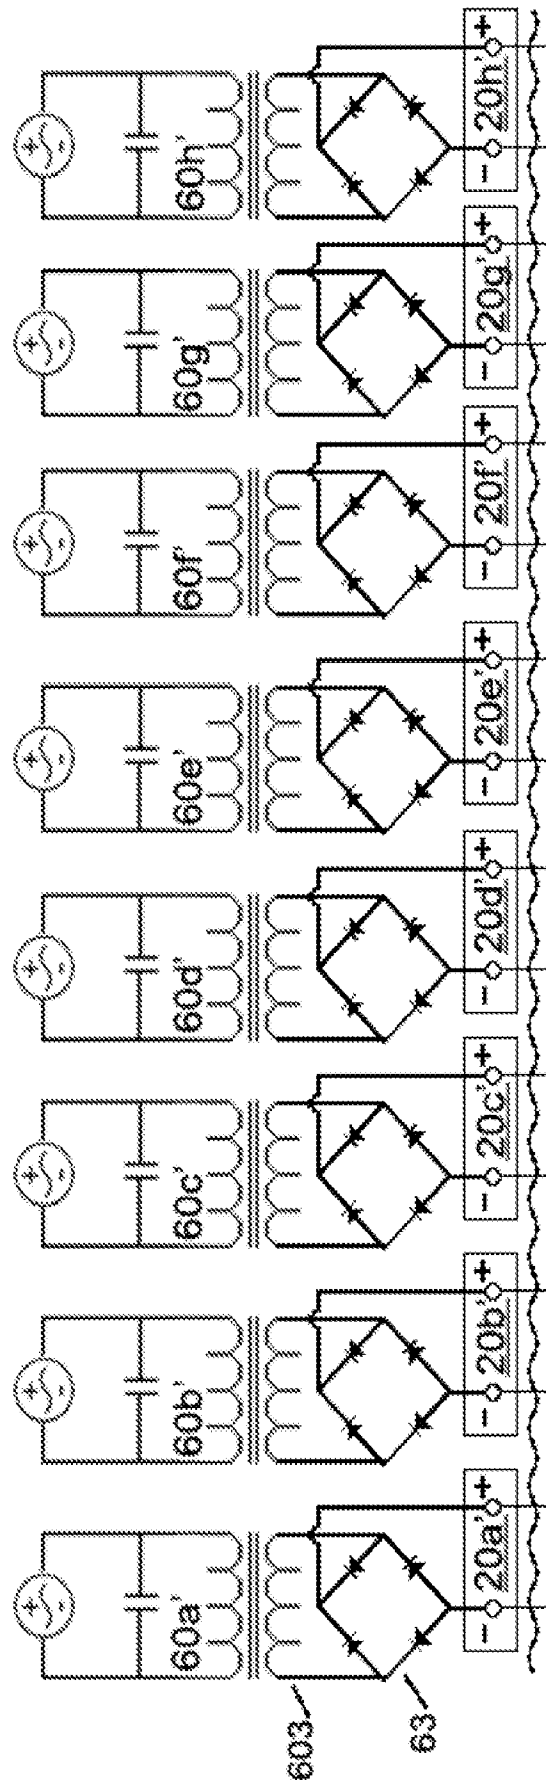 60h'
+ 20h' −
60g'
+ 20g' −
60f'
+ 20f' −
60e'
+ 20e' −
60d'
+ 20d' −
60c'
+ 20c' −
60b'
+ 20b' −
60a'
+ 20a' −
603
63